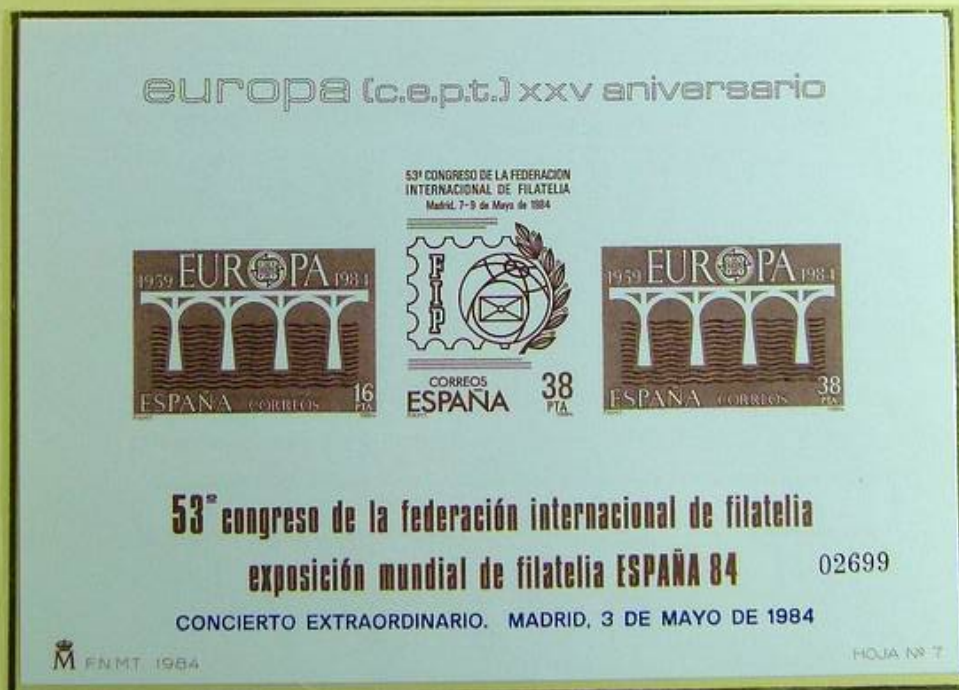 europa (c.e.p.t.) xxv aniversario
53º CONGRESO DE LA FEDERACION
INTERNACIONAL DE FILATELIA
Madrid, 7-9 de Mayo de 1984
1959 EUROPA 1984
ESPAÑA CORREOS 16 PTA
FIP
CORREOS
ESPAÑA 38 PTA
1959 EUROPA 1984
ESPAÑA CORREOS 38 PTA
53º congreso de la federación internacional de filatelia
exposición mundial de filatelia ESPAÑA 84
02699
CONCIERTO EXTRAORDINARIO. MADRID, 3 DE MAYO DE 1984
M FNMT 1984
HOJA Nº 7